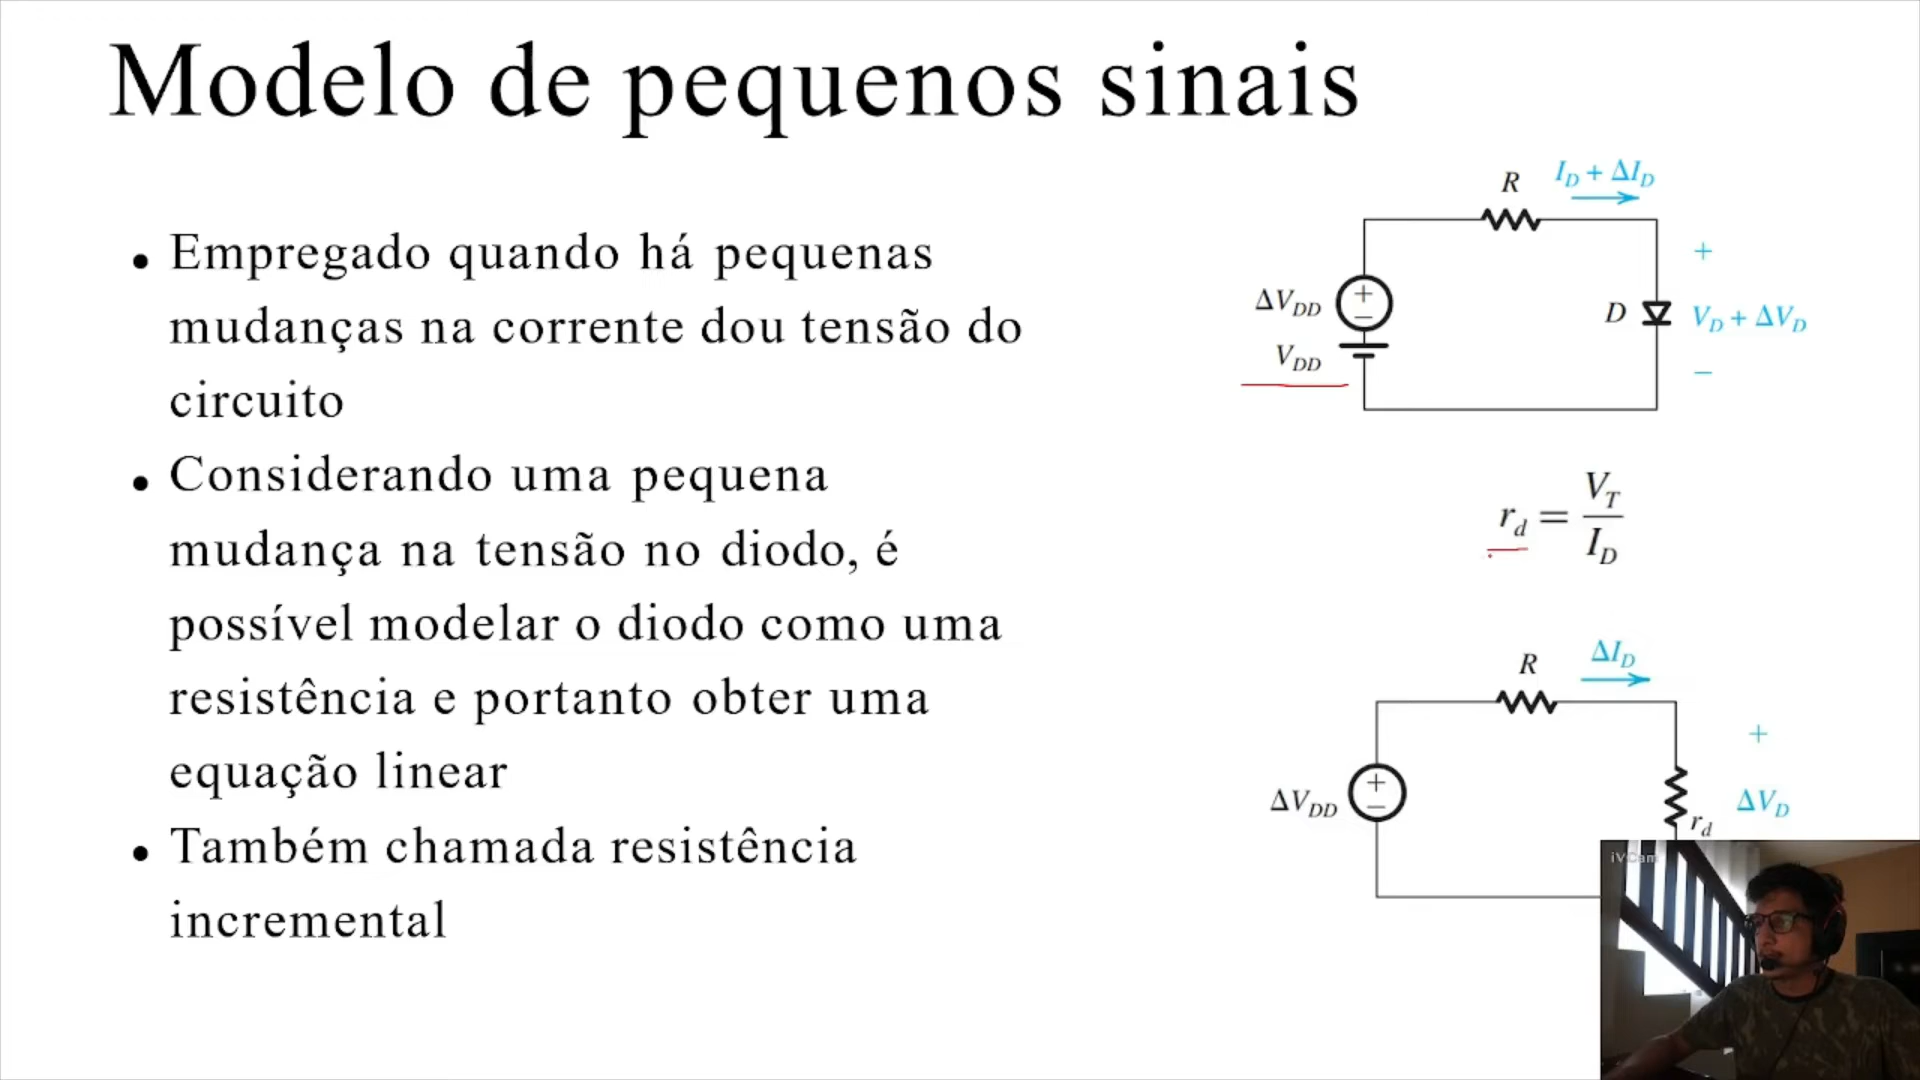 Modelo de pequenos sinais
• Empregado quando há pequenas
mudanças na corrente dou tensão do
circuito
• Considerando uma pequena
mudança na tensão no diodo, é
possível modelar o diodo como uma
resistência e portanto obter uma
equação linear
• Também chamada resistência
incremental
R
I_D + ΔI_D
+
ΔV_DD
+
−
D
V_D + ΔV_D
V_DD
−
r_d = V_T / I_D
R
ΔI_D
+
ΔV_DD
+
−
ΔV_D
r_d
iVCam